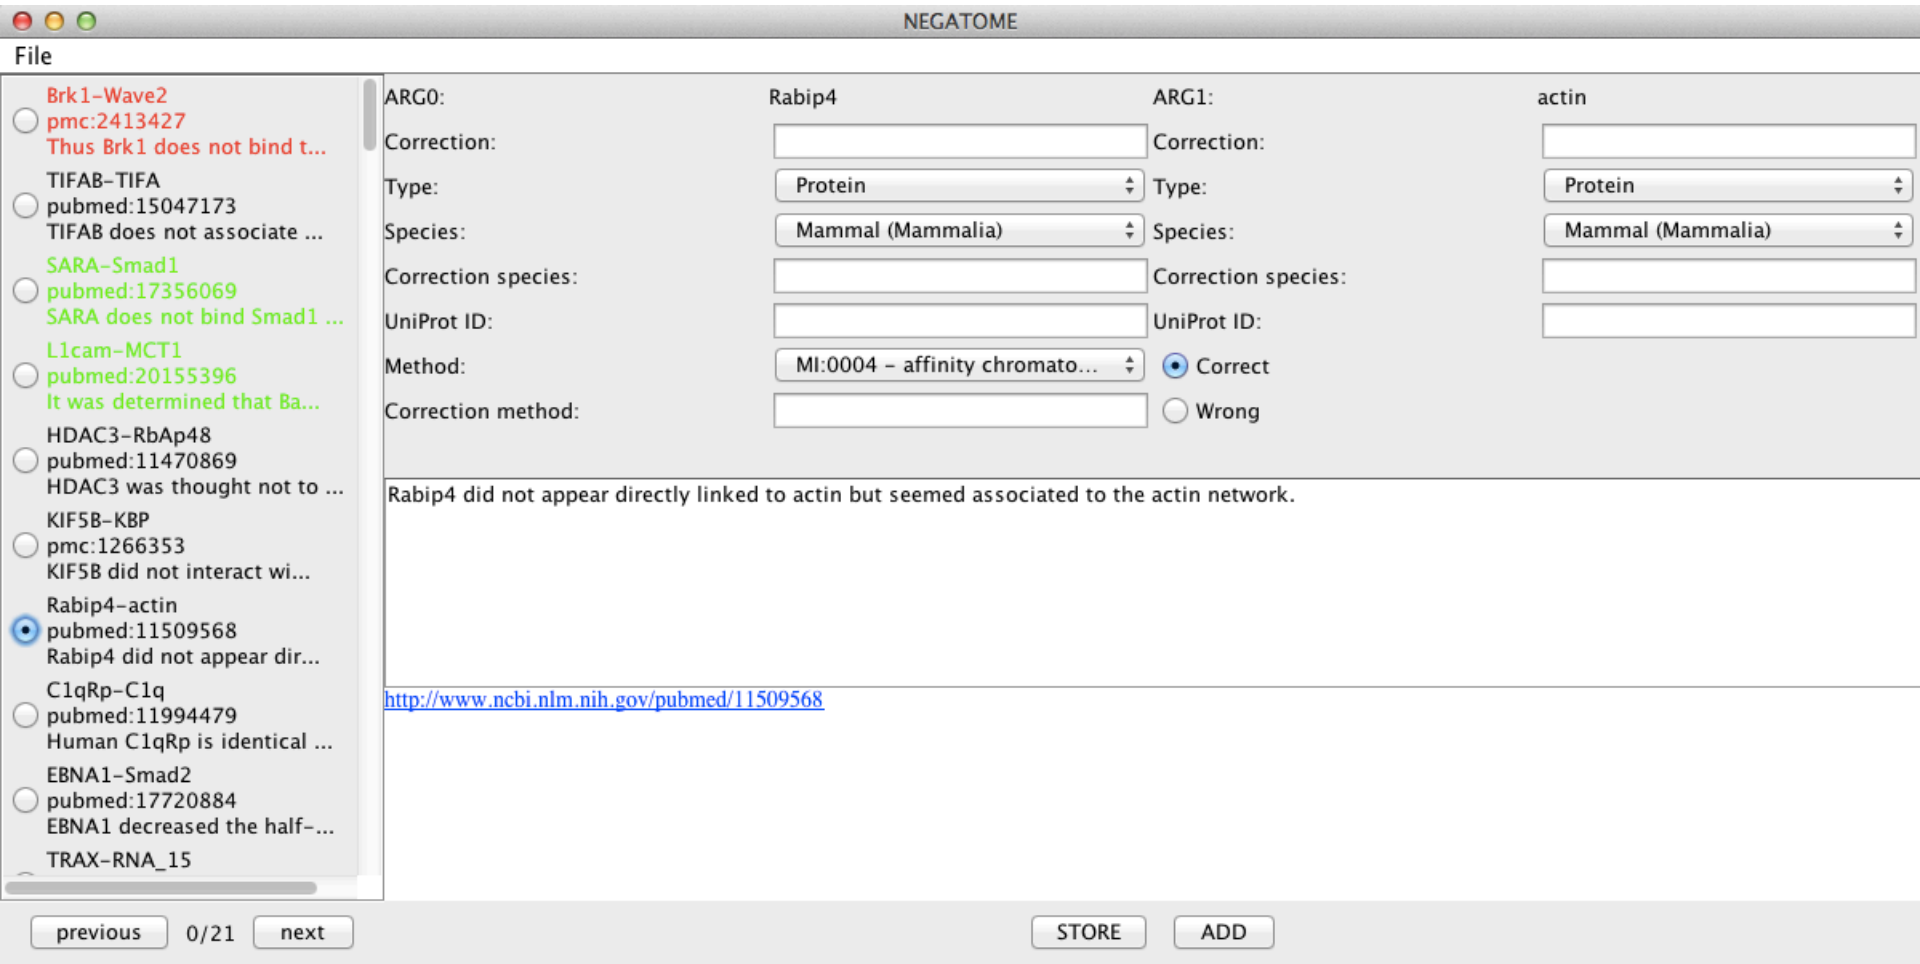 NEGATOME
File
Brk1-Wave2
pmc:2413427
Thus Brk1 does not bind t...
TIFAB-TIFA
pubmed:15047173
TIFAB does not associate ...
SARA-Smad1
pubmed:17356069
SARA does not bind Smad1 ...
L1cam-MCT1
pubmed:20155396
It was determined that Ba...
HDAC3-RbAp48
pubmed:11470869
HDAC3 was thought not to ...
KIF5B-KBP
pmc:1266353
KIF5B did not interact wi...
Rabip4-actin
pubmed:11509568
Rabip4 did not appear dir...
C1qRp-C1q
pubmed:11994479
Human C1qRp is identical ...
EBNA1-Smad2
pubmed:17720884
EBNA1 decreased the half-...
TRAX-RNA_15
ARG0: Rabip4 ARG1: actin
Correction: Correction:
Type: Protein Type: Protein
Species: Mammal (Mammalia) Species: Mammal (Mammalia)
Correction species: Correction species:
UniProt ID: UniProt ID:
Method: MI:0004 – affinity chromato... Correct
Correction method: Wrong
Rabip4 did not appear directly linked to actin but seemed associated to the actin network.
http://www.ncbi.nlm.nih.gov/pubmed/11509568
previous 0/21 next STORE ADD